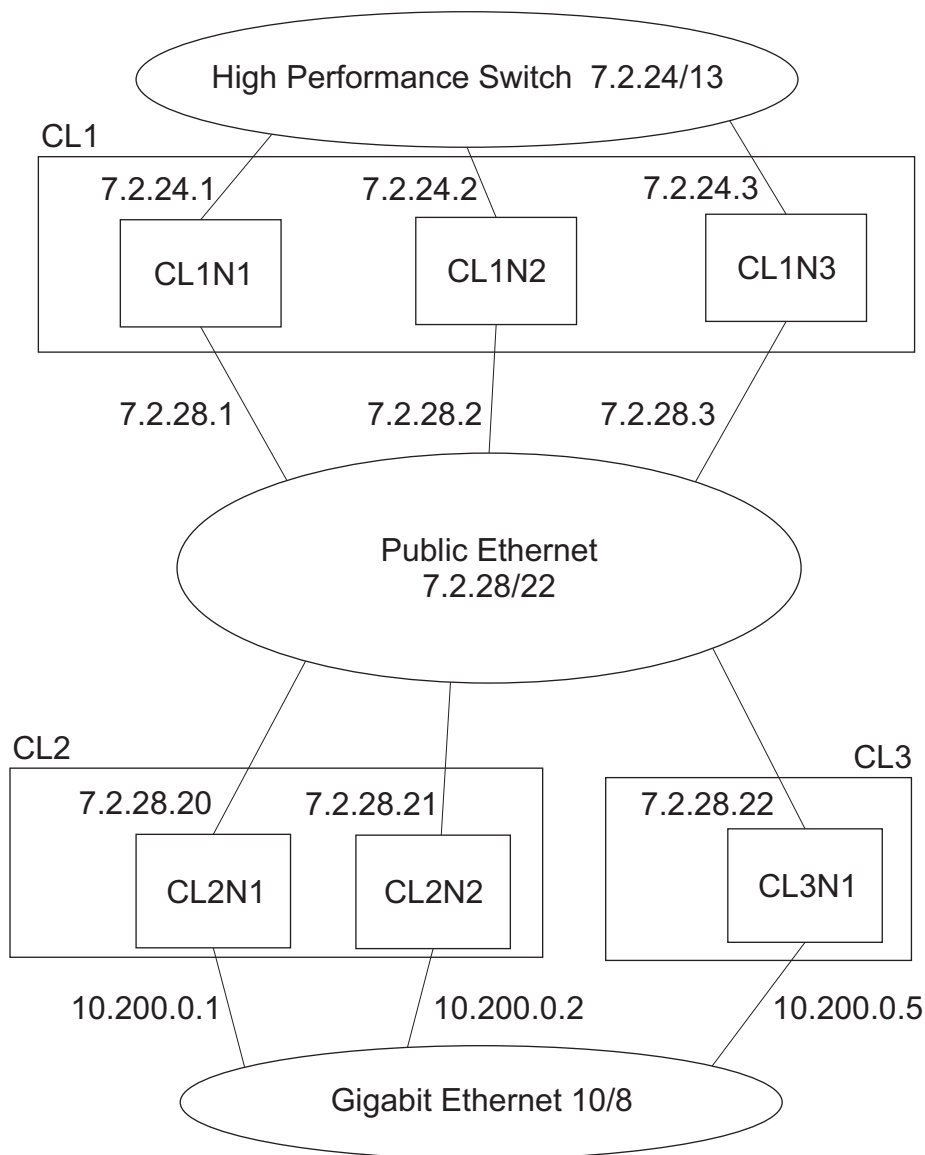 High Performance Switch 7.2.24/13
CL1
7.2.24.1
7.2.24.2
7.2.24.3
CL1N1
CL1N2
CL1N3
7.2.28.1
7.2.28.2
7.2.28.3
Public Ethernet
7.2.28/22
CL2
CL3
7.2.28.20
7.2.28.21
7.2.28.22
CL2N1
CL2N2
CL3N1
10.200.0.1
10.200.0.2
10.200.0.5
Gigabit Ethernet 10/8